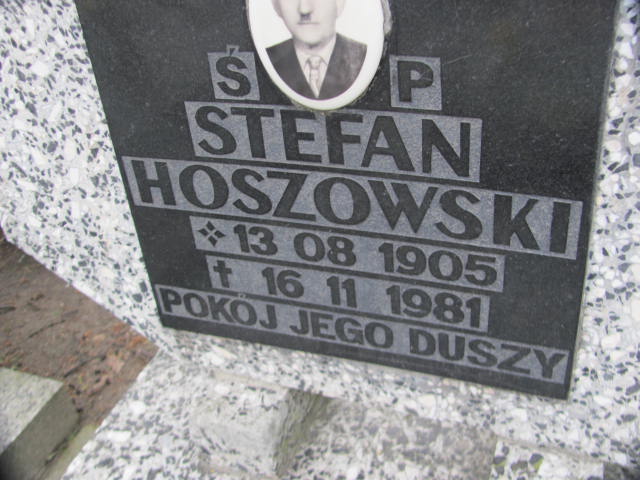 Ś P
STEFAN
HOSZOWSKI
13 08 1905
† 16 11 1981
POKÓJ JEGO DUSZY